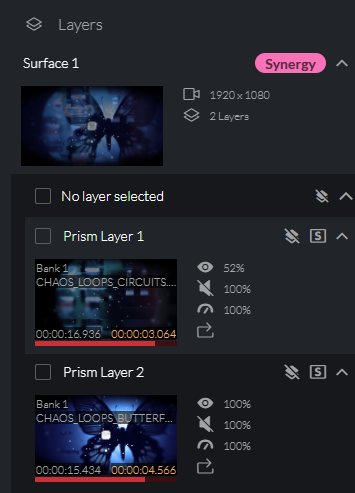 Layers
Surface 1
Synergy
1920 x 1080
2 Layers
No layer selected
Prism Layer 1
S
Bank 1
CHAOS_LOOPS_CIRCUITS....
00:00:16.936 00:00:03.064
52%
100%
100%
Prism Layer 2
S
Bank 1
CHAOS_LOOPS_BUTTERF...
00:00:15.434 00:00:04.566
100%
100%
100%